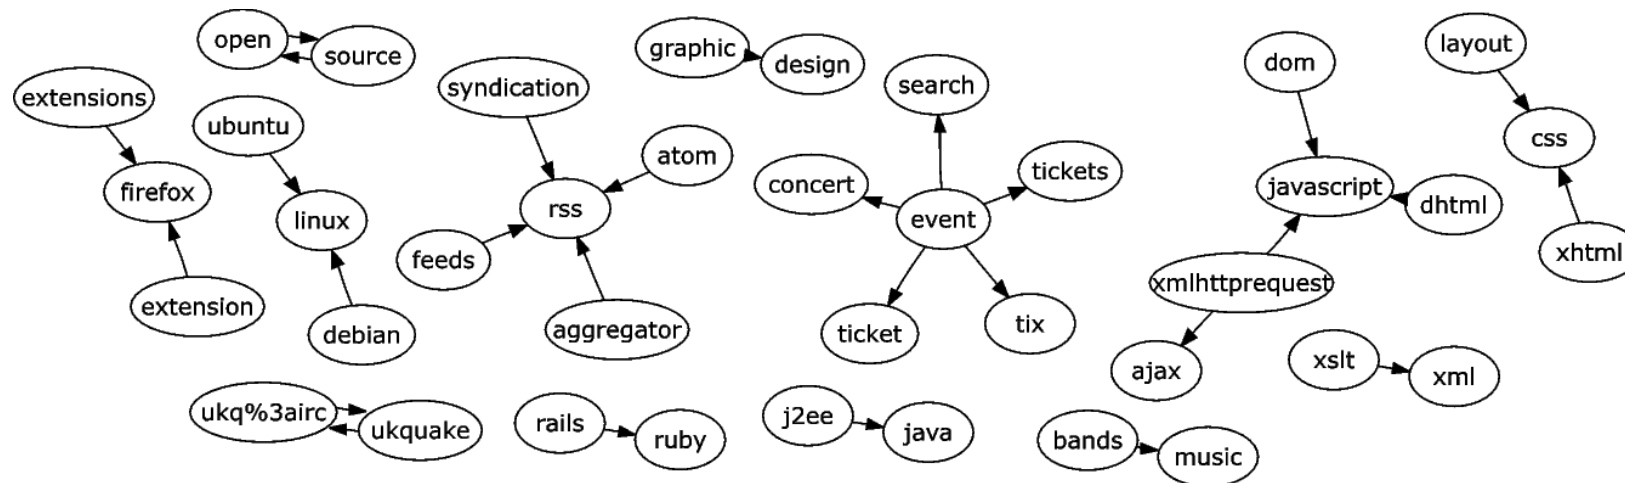 open
source
extensions
ubuntu
firefox
linux
extension
debian
syndication
atom
rss
feeds
aggregator
graphic
design
search
concert
tickets
event
ticket
tix
dom
javascript
dhtml
xmlhttprequest
ajax
layout
css
xhtml
xslt
xml
ukq%3airc
ukquake
rails
ruby
j2ee
java
bands
music